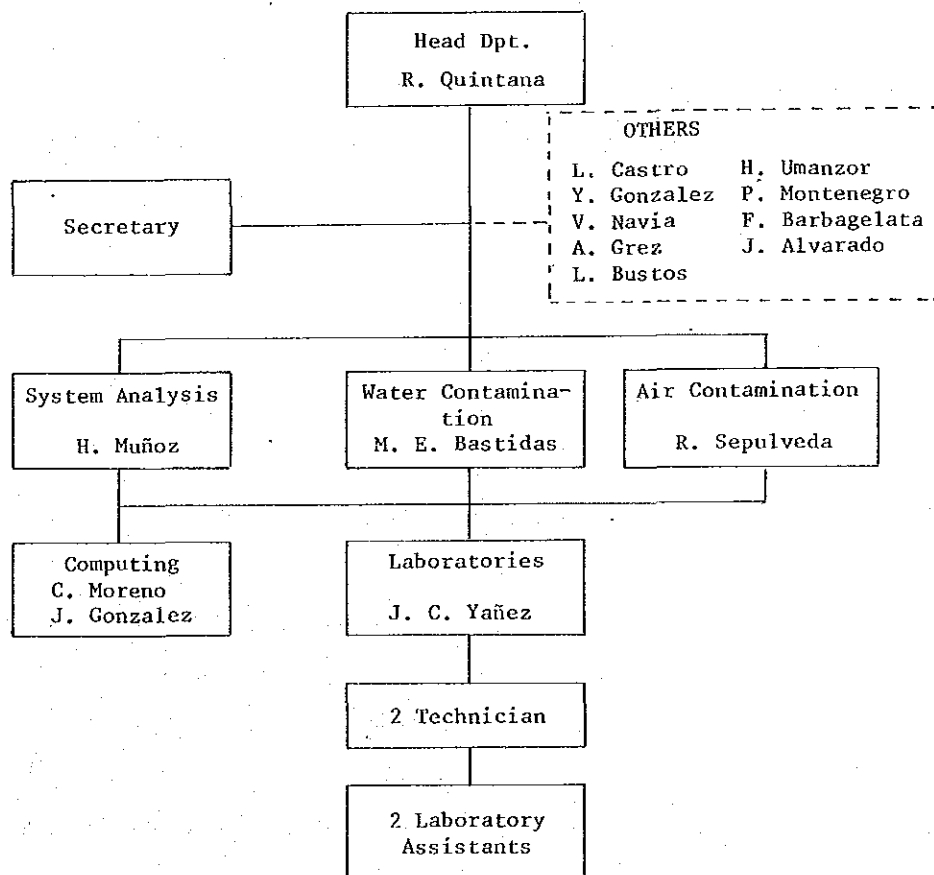 Head Dpt.
R. Quintana
OTHERS
L. Castro H. Umanzor
Y. Gonzalez P. Montenegro
V. Navia F. Barbagelata
A. Grez J. Alvarado
L. Bustos
Secretary
System Analysis
H. Muñoz
Water Contamina-
tion
M. E. Bastidas
Air Contamination
R. Sepulveda
Computing
C. Moreno
J. Gonzalez
Laboratories
J. C. Yañez
2 Technician
2 Laboratory
Assistants